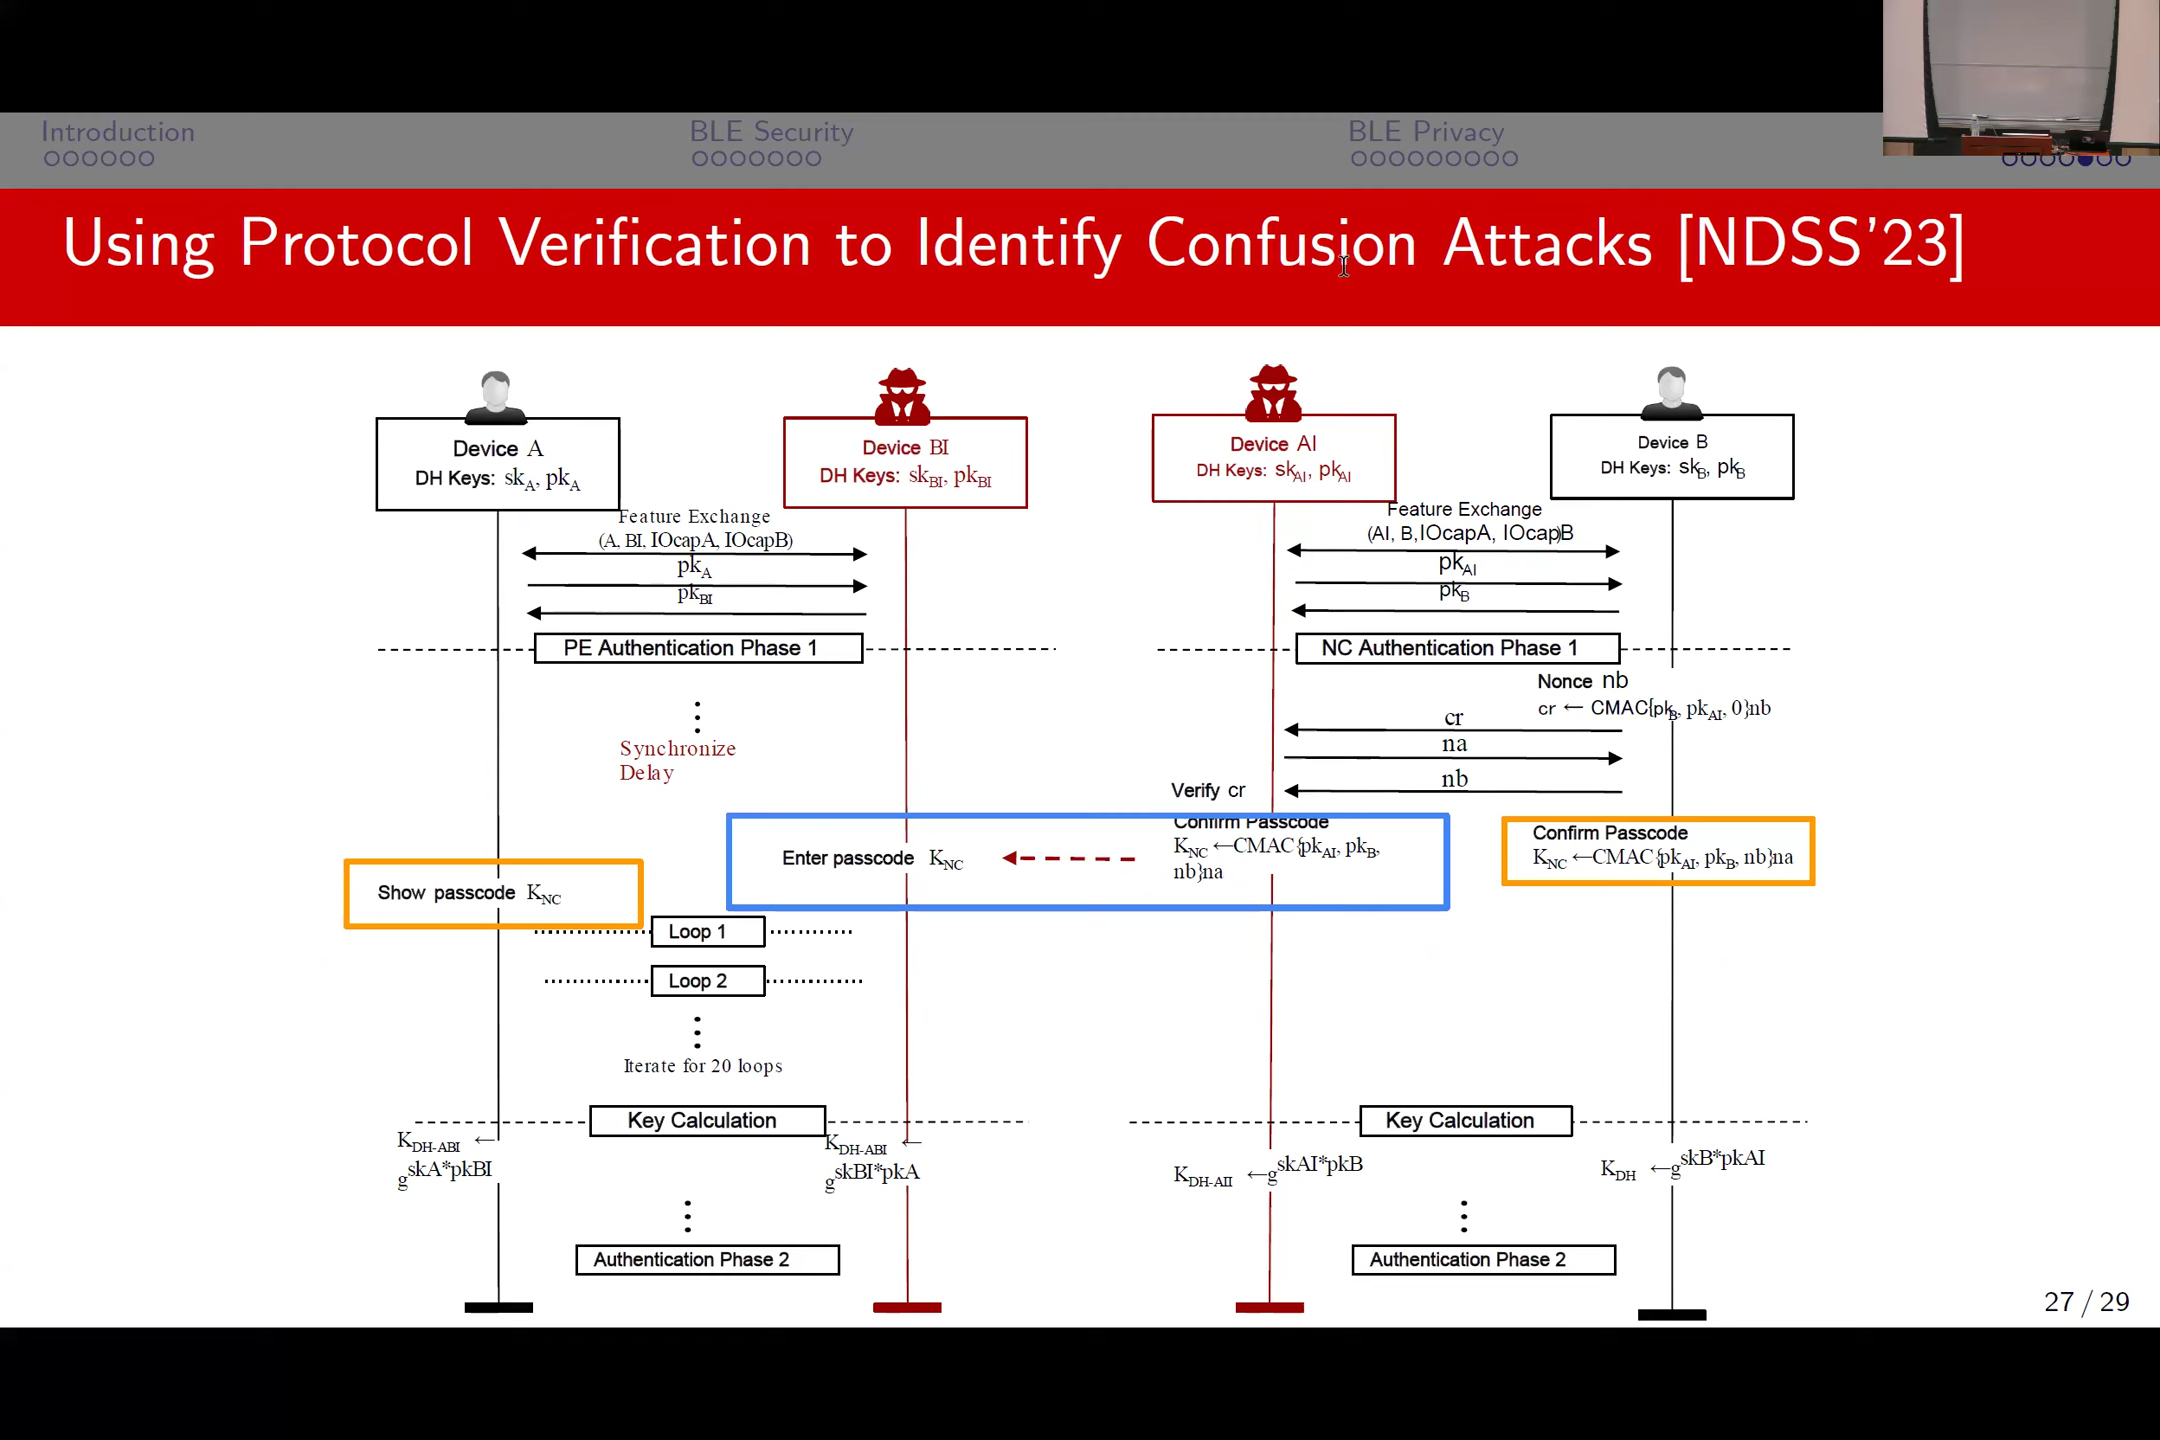 Introduction
BLE Security
BLE Privacy
Using Protocol Verification to Identify Confusion Attacks [NDSS'23]
Device A
DH Keys: skA, pkA
Device BI
DH Keys: skBI, pkBI
Device AI
DH Keys: skAI, pkAI
Device B
DH Keys: skB, pkB
Feature Exchange
(A, BI, IOcapA, IOcapB)
pkA
pkBI
Feature Exchange
(AI, B,IOcapA, IOcap)B
pkAI
pkB
PE Authentication Phase 1
NC Authentication Phase 1
Nonce nb
cr ← CMAC{pkB, pkAI, 0}nb
cr
na
nb
Synchronize
Delay
Verify cr
Confirm Passcode
KNC ←CMAC{pkAI, pkB,
nb}na
Enter passcode KNC
Confirm Passcode
KNC ←CMAC{pkAI, pkB, nb}na
Show passcode KNC
Loop 1
Loop 2
Iterate for 20 loops
Key Calculation
Key Calculation
KDH-ABI ←
gskA*pkBI
KDH-ABI ←
gskBI*pkA
KDH-AII ←gskAI*pkB
KDH ←gskB*pkAI
Authentication Phase 2
Authentication Phase 2
27 / 29